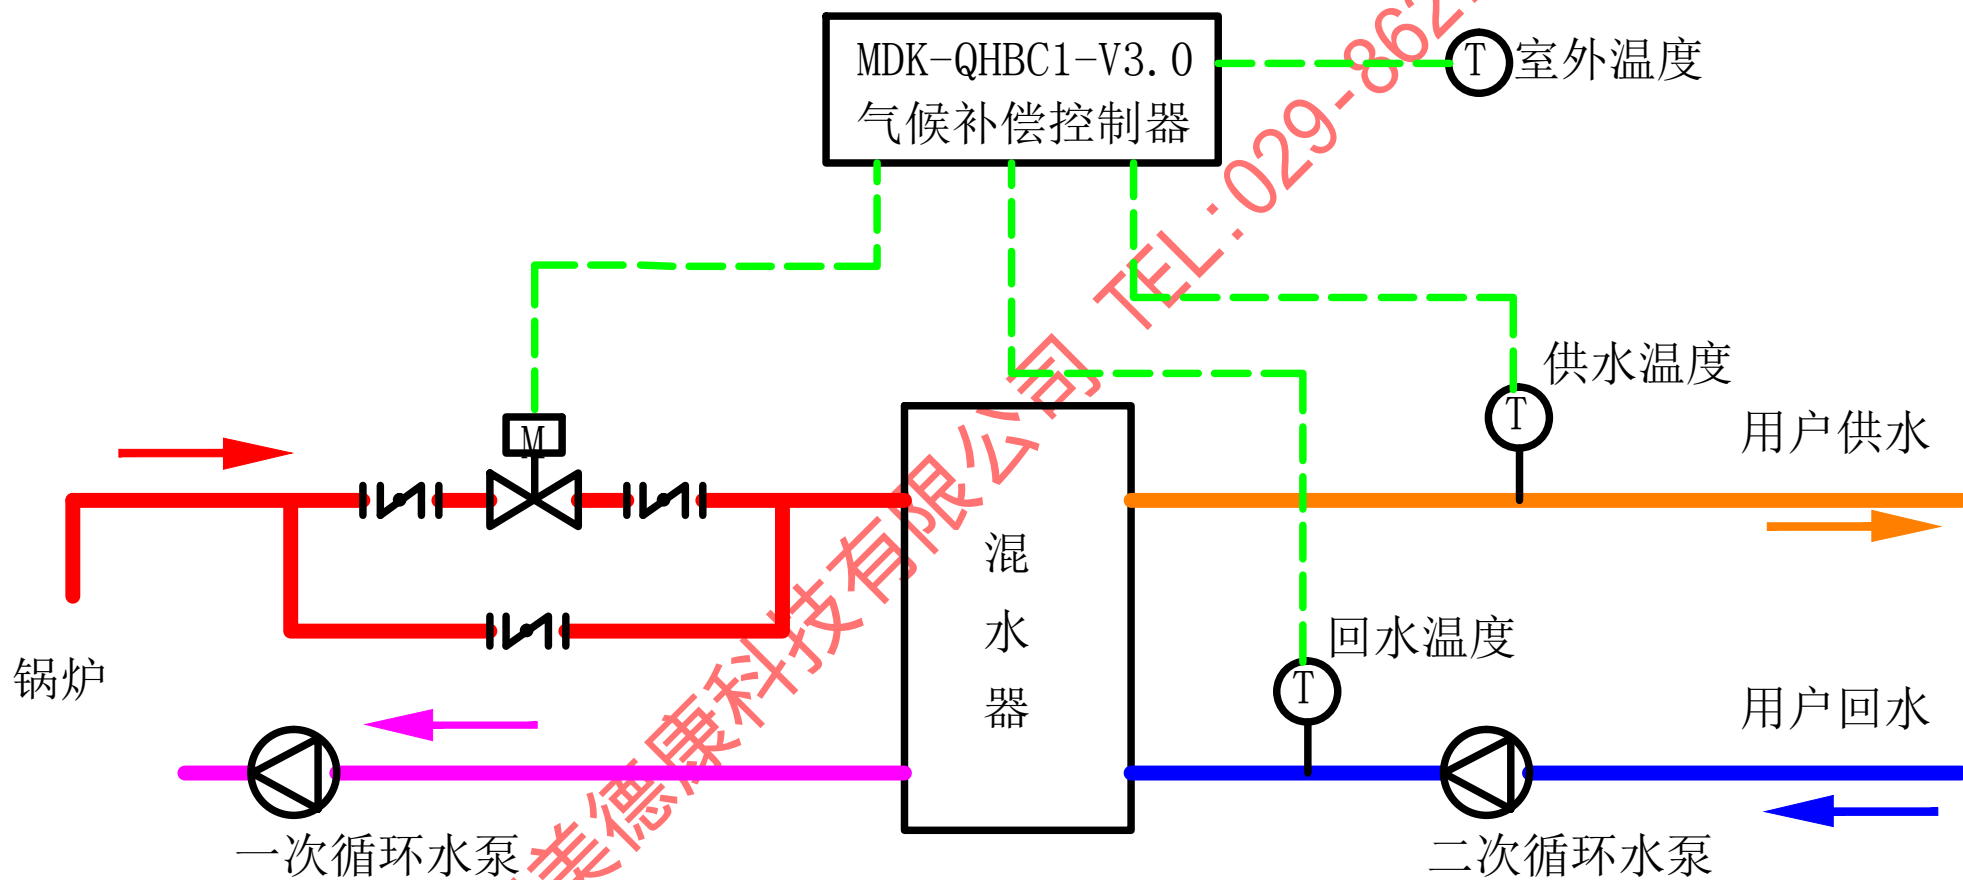 MDK-QHBC1-V3.0
气候补偿控制器
T
室外温度
供水温度
T
用户供水
M
混
水
器
回水温度
T
锅炉
用户回水
一次循环水泵
二次循环水泵
美德康科技有限公司 TEL:029-862